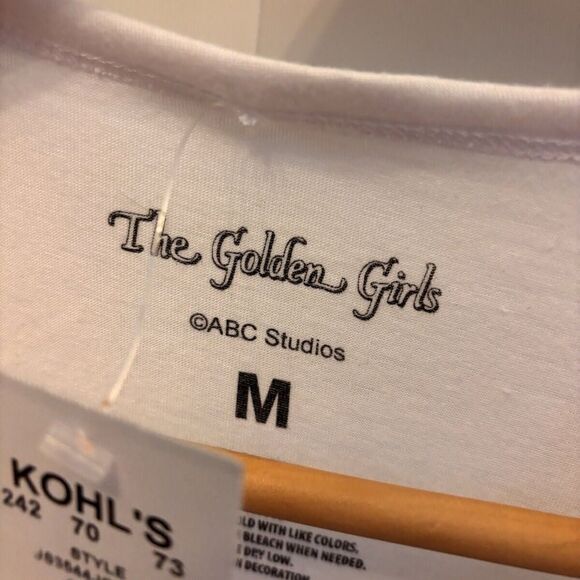 The Golden Girls
©ABC Studios
M
KOHL'S
242 70 73
STYLE
WITH LIKE COLORS.
BLEACH WHEN NEEDED.
DRY LOW.
DECORATION